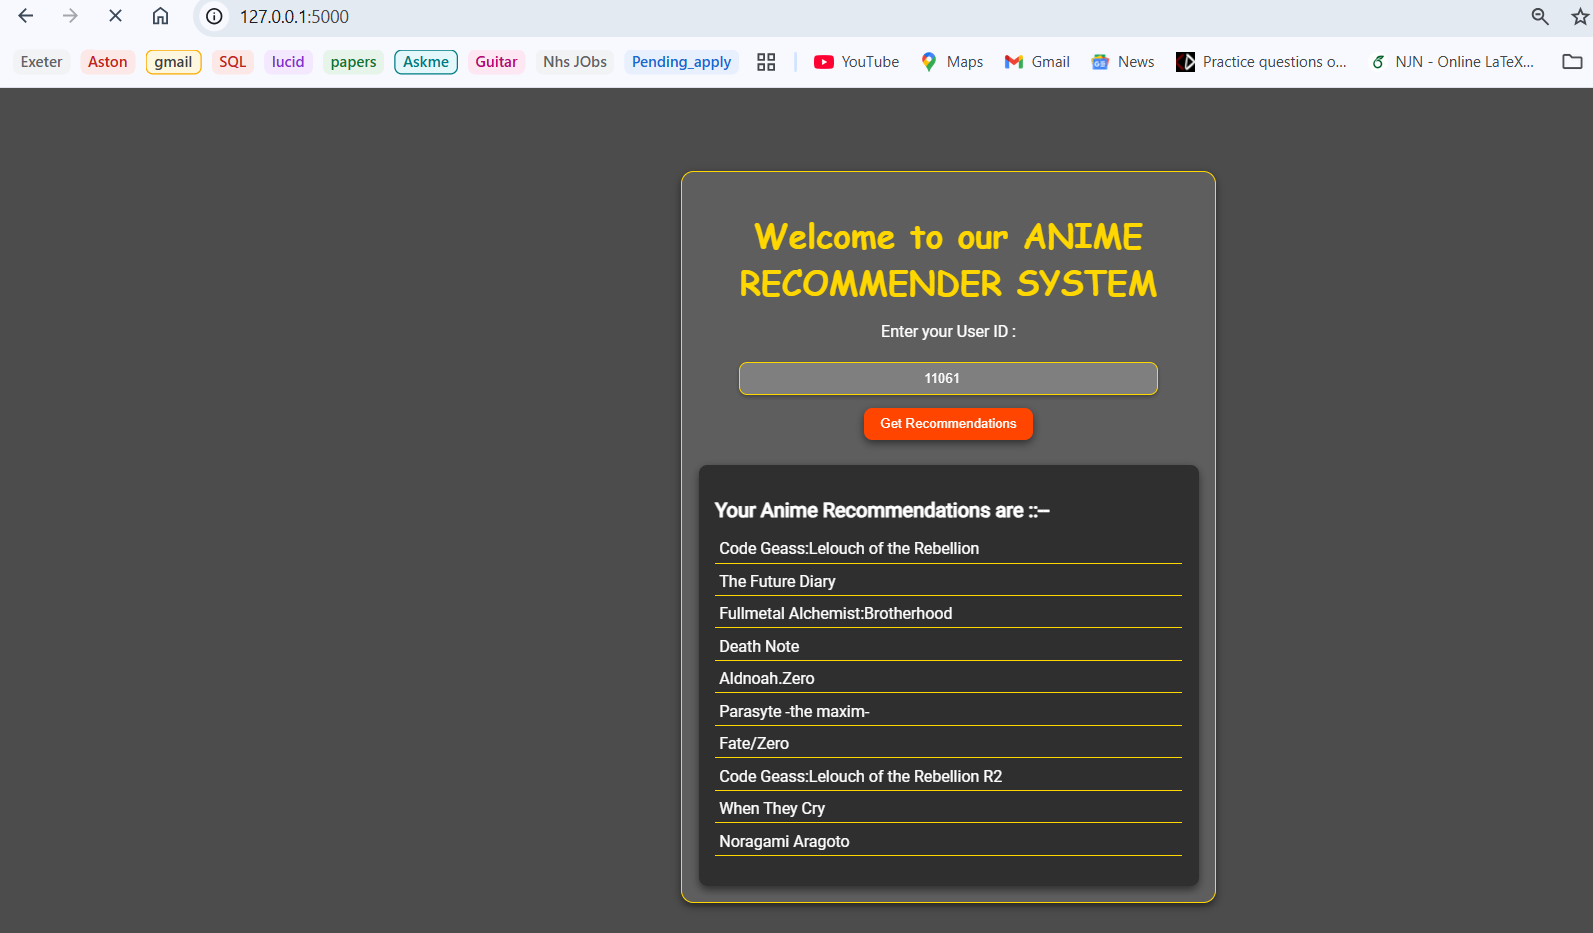 127.0.0.1:5000
Exeter Aston gmail SQL lucid papers Askme Guitar Nhs JObs Pending_apply YouTube Maps Gmail News Practice questions o... NJN - Online LaTeX...
Welcome to our ANIME
RECOMMENDER SYSTEM
Enter your User ID :
11061
Get Recommendations
Your Anime Recommendations are ::--
Code Geass:Lelouch of the Rebellion
The Future Diary
Fullmetal Alchemist:Brotherhood
Death Note
Aldnoah.Zero
Parasyte -the maxim-
Fate/Zero
Code Geass:Lelouch of the Rebellion R2
When They Cry
Noragami Aragoto